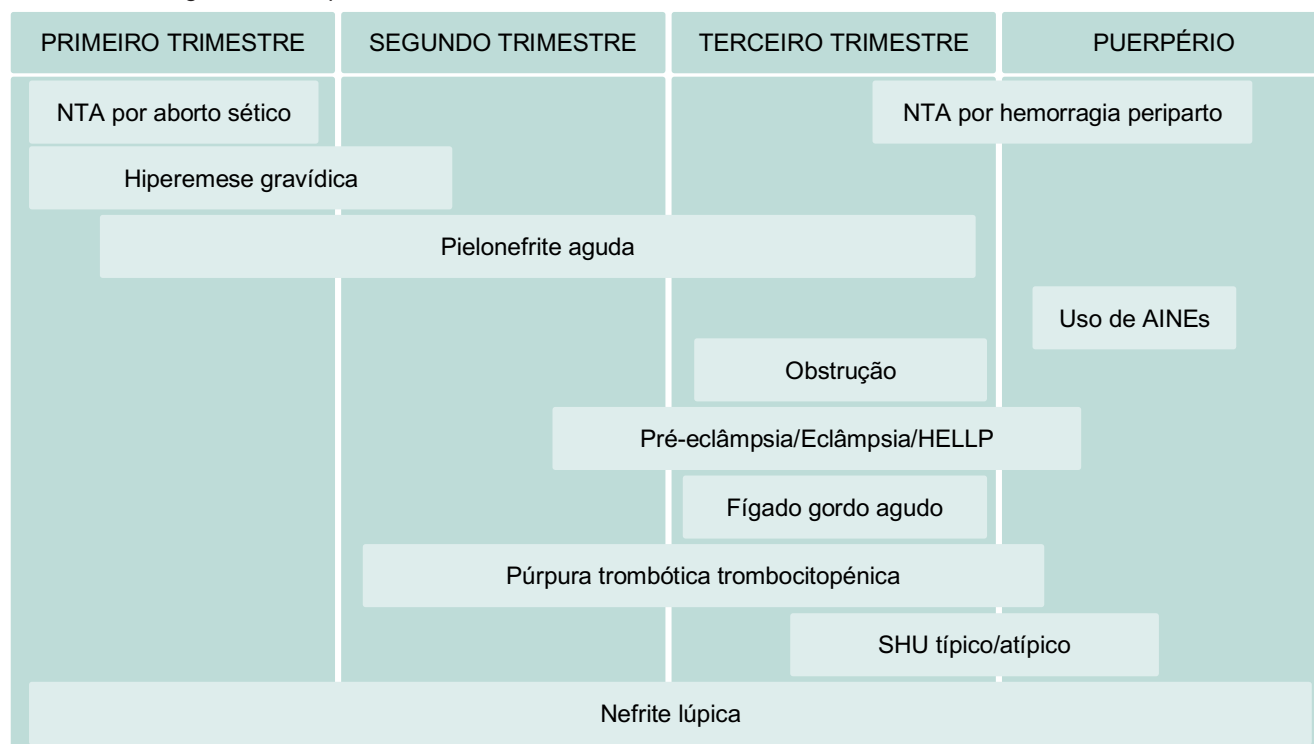 PRIMEIRO TRIMESTRE
SEGUNDO TRIMESTRE
TERCEIRO TRIMESTRE
PUERPÉRIO
NTA por aborto sético
NTA por hemorragia periparto
Hiperemese gravídica
Pielonefrite aguda
Uso de AINEs
Obstrução
Pré-eclâmpsia/Eclâmpsia/HELLP
Fígado gordo agudo
Púrpura trombótica trombocitopénica
SHU típico/atípico
Nefrite lúpica